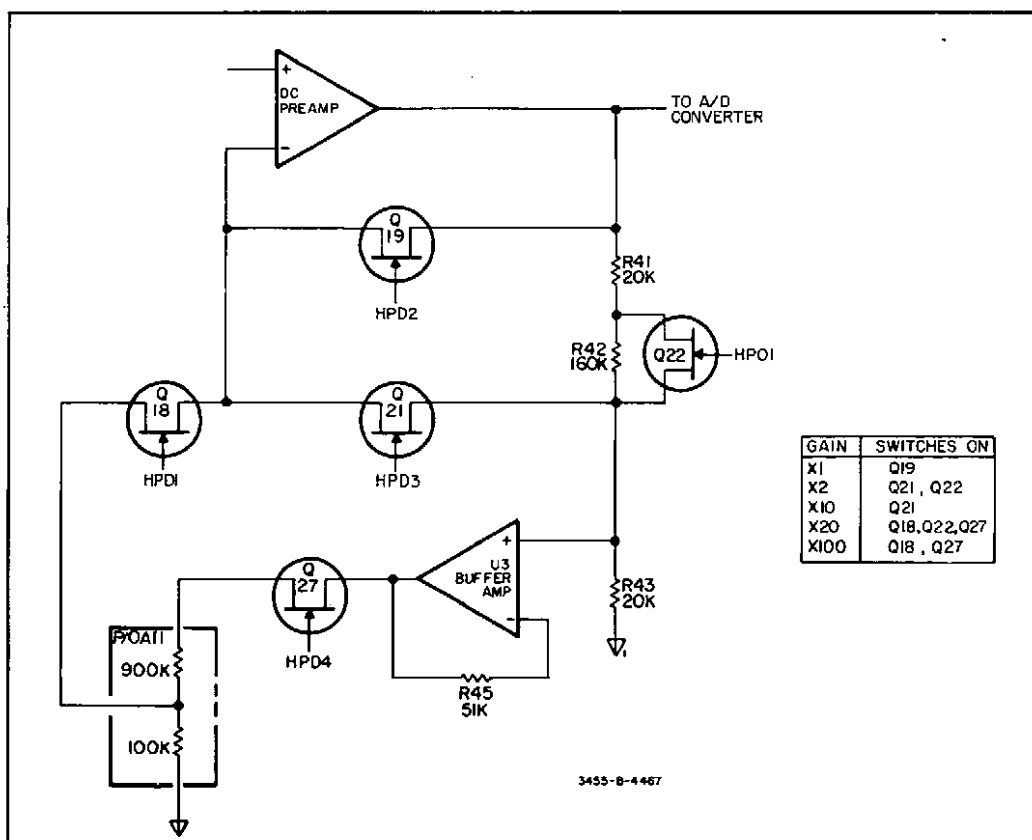 +
DC
PREAMP
-
TO A/D
CONVERTER
Q
19
HPD2
R41
20K
R42
160K
Q22
HPO1
Q
18
HPD1
Q
21
HPD3
GAIN SWITCHES ON
X1 Q19
X2 Q21, Q22
X10 Q21
X20 Q18,Q22,Q27
X100 Q18, Q27
Q
27
HPD4
+
U3
BUFFER
AMP
-
R43
20K
1
R45
51K
P/OAT1
900K
100K
3455-B-4467